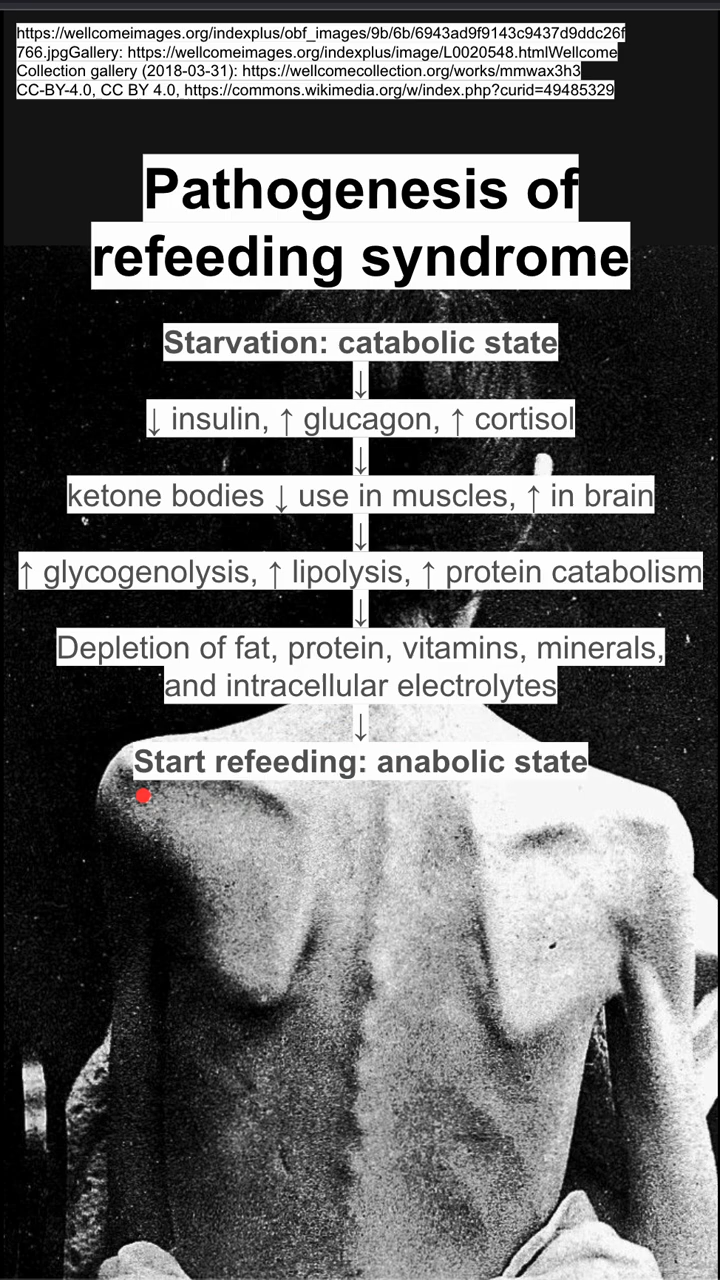 https://wellcomeimages.org/indexplus/obf_images/9b/6b/6943ad9f9143c9437d9ddc26f
766.jpgGallery: https://wellcomeimages.org/indexplus/image/L0020548.htmlWellcome
Collection gallery (2018-03-31): https://wellcomecollection.org/works/mmwax3h3
CC-BY-4.0, CC BY 4.0, https://commons.wikimedia.org/w/index.php?curid=49485329
Pathogenesis of
refeeding syndrome
Starvation: catabolic state
↓
↓ insulin, ↑ glucagon, ↑ cortisol
↓
ketone bodies ↓ use in muscles, ↑ in brain
↓
↑ glycogenolysis, ↑ lipolysis, ↑ protein catabolism
↓
Depletion of fat, protein, vitamins, minerals,
and intracellular electrolytes
↓
Start refeeding: anabolic state